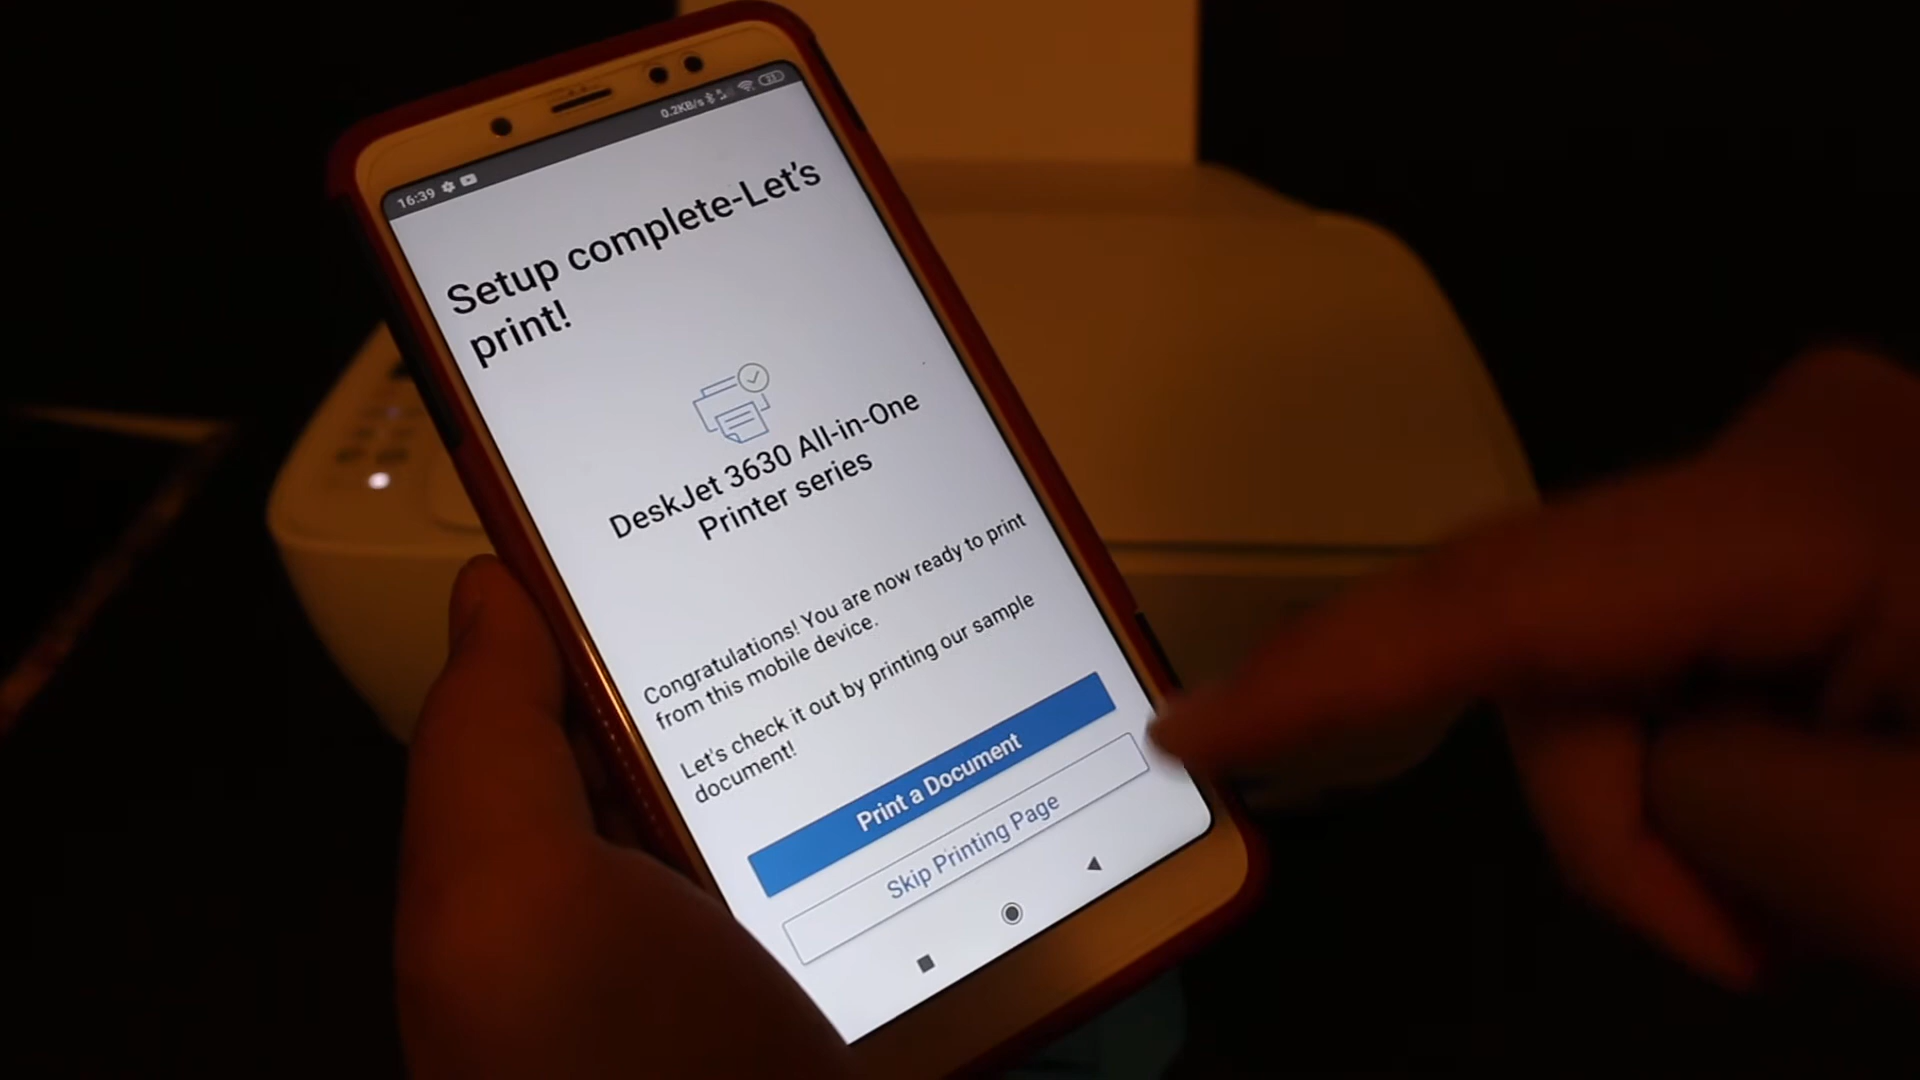 16:39
0.2KB/s
Setup complete-Let's
print!
DeskJet 3630 All-in-One
Printer series
Congratulations! You are now ready to print
from this mobile device.
Let's check it out by printing our sample
document!
Print a Document
Skip Printing Page